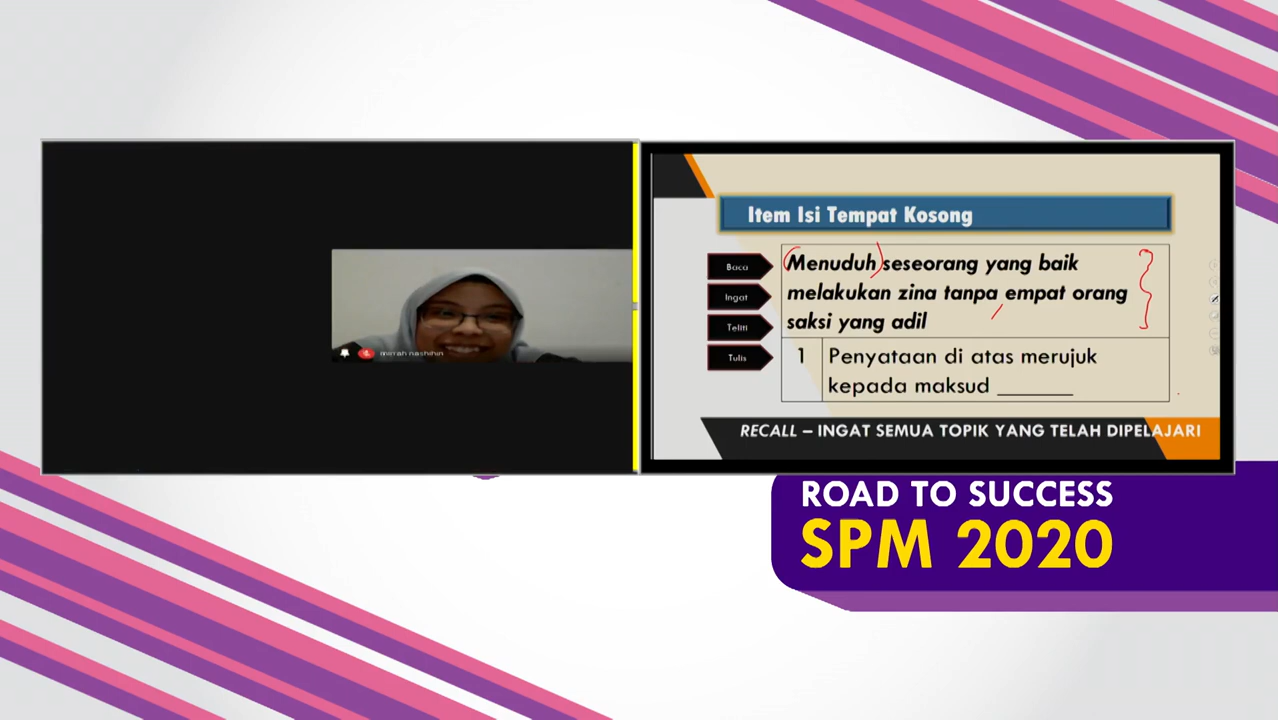 mirrah nashihin
Item Isi Tempat Kosong
Baca
Ingat
Teliti
Tulis
Menuduh seseorang yang baik
melakukan zina tanpa empat orang
saksi yang adil
1 Penyataan di atas merujuk
kepada maksud ________
RECALL – INGAT SEMUA TOPIK YANG TELAH DIPELAJARI
ROAD TO SUCCESS
SPM 2020